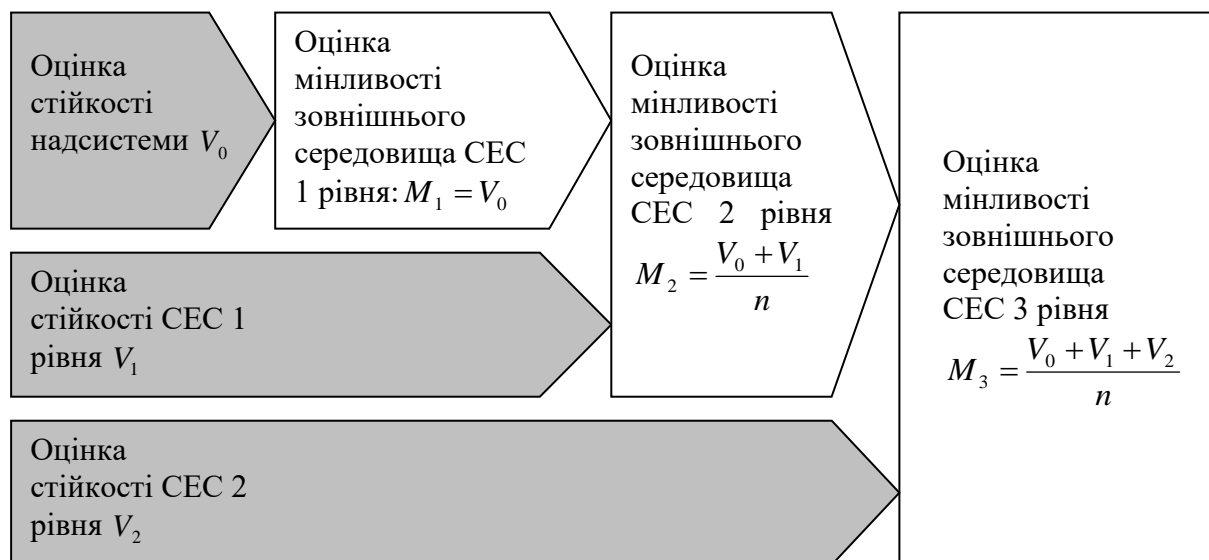 Оцінка
стійкості
надсистеми V₀
Оцінка
мінливості
зовнішнього
середовища СЕС
1 рівня: M₁ = V₀
Оцінка
мінливості
зовнішнього
середовища
СЕС 2 рівня
M₂ = (V₀ + V₁) / n
Оцінка
мінливості
зовнішнього
середовища
СЕС 3 рівня
M₃ = (V₀ + V₁ + V₂) / n
Оцінка
стійкості СЕС 1
рівня V₁
Оцінка
стійкості СЕС 2
рівня V₂